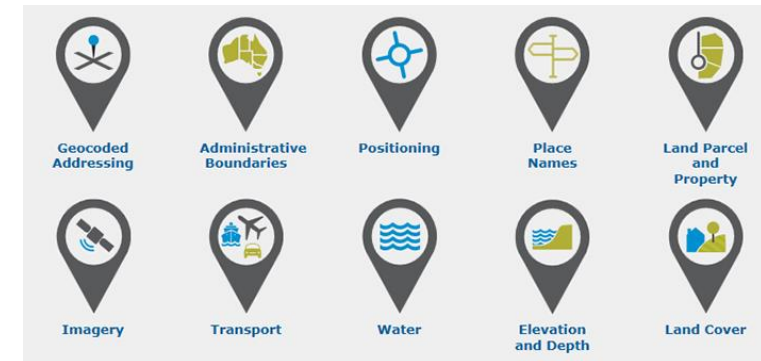 Geocoded
Addressing
Administrative
Boundaries
Positioning
Place
Names
Land Parcel
and
Property
Imagery
Transport
Water
Elevation
and Depth
Land Cover